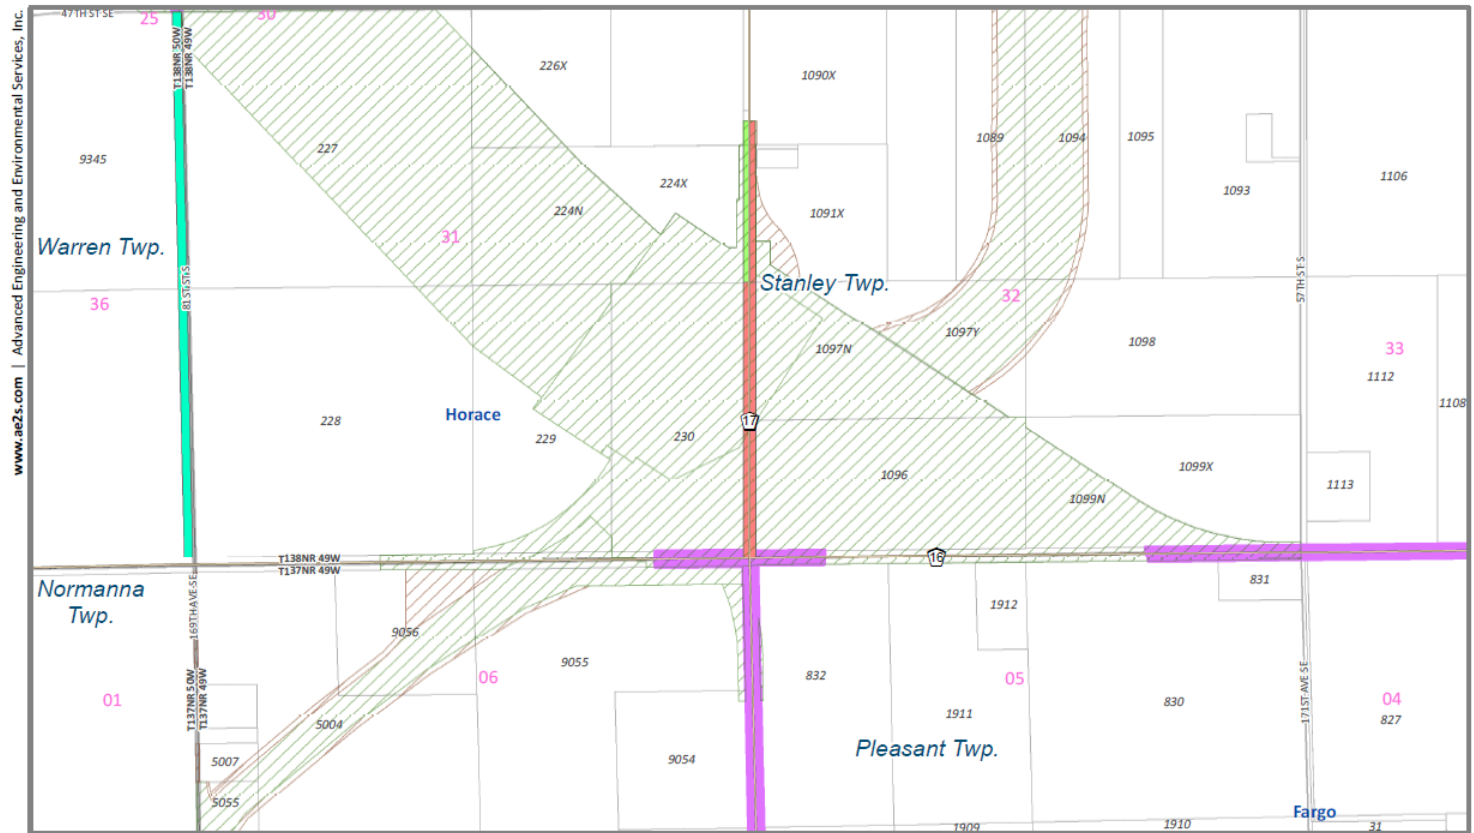 www.ae2s.com | Advanced Engineering and Environmental Services, Inc.
47TH ST SE
25
30
T138NR 50W
T138NR 49W
226X
1090X
9345
227
1089
1094
1095
1093
1106
224X
224N
1091X
31
Warren Twp.
81ST ST S
Stanley Twp.
57TH ST S
36
32
1097Y
1097N
1098
33
1112
1108
Horace
228
229
230
17
1096
1099X
1099N
1113
T138NR 49W
T137NR 49W
16
Normanna
Twp.
169TH AVE SE
831
1912
9056
9055
06
832
05
T137NR 50W
T137NR 49W
01
5004
1911
830
04
827
171ST AVE SE
Pleasant Twp.
5007
9054
5055
Fargo
1909
1910
31